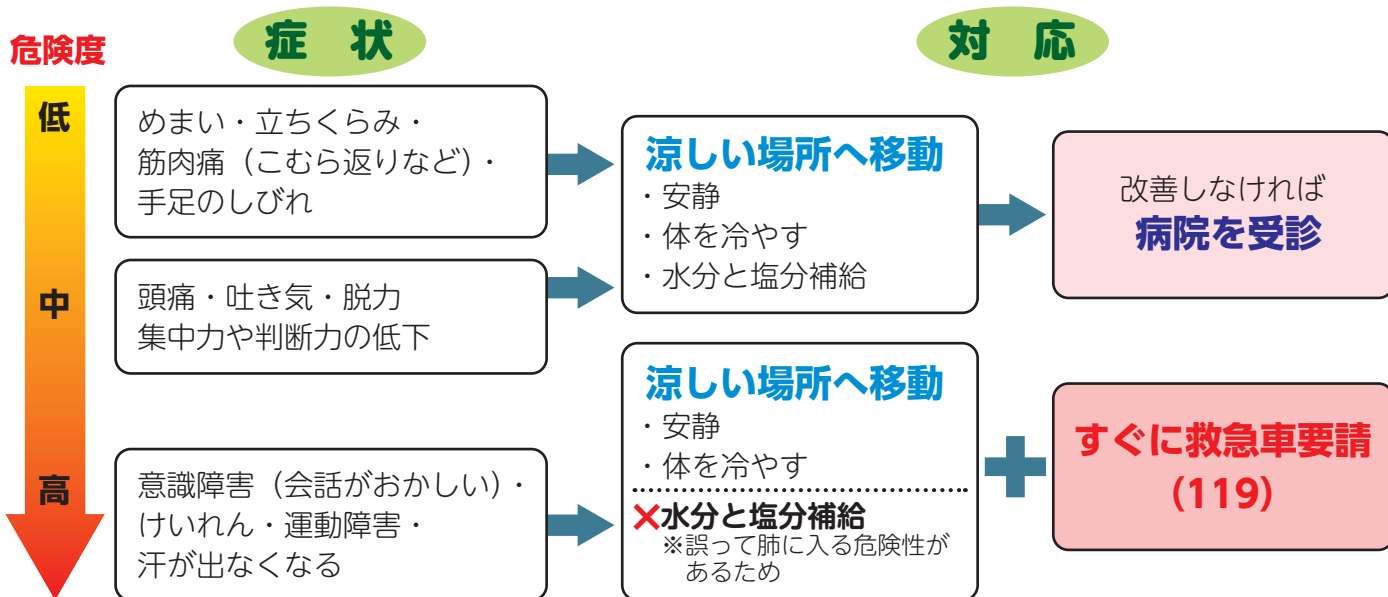 危険度
症 状
対 応
低
めまい・立ちくらみ・
筋肉痛（こむら返りなど）・
手足のしびれ
涼しい場所へ移動
・安静
・体を冷やす
・水分と塩分補給
改善しなければ
病院を受診
中
頭痛・吐き気・脱力
集中力や判断力の低下
高
意識障害（会話がおかしい）・
けいれん・運動障害・
汗が出なくなる
涼しい場所へ移動
・安静
・体を冷やす
×水分と塩分補給
※誤って肺に入る危険性が
あるため
すぐに救急車要請
(119)